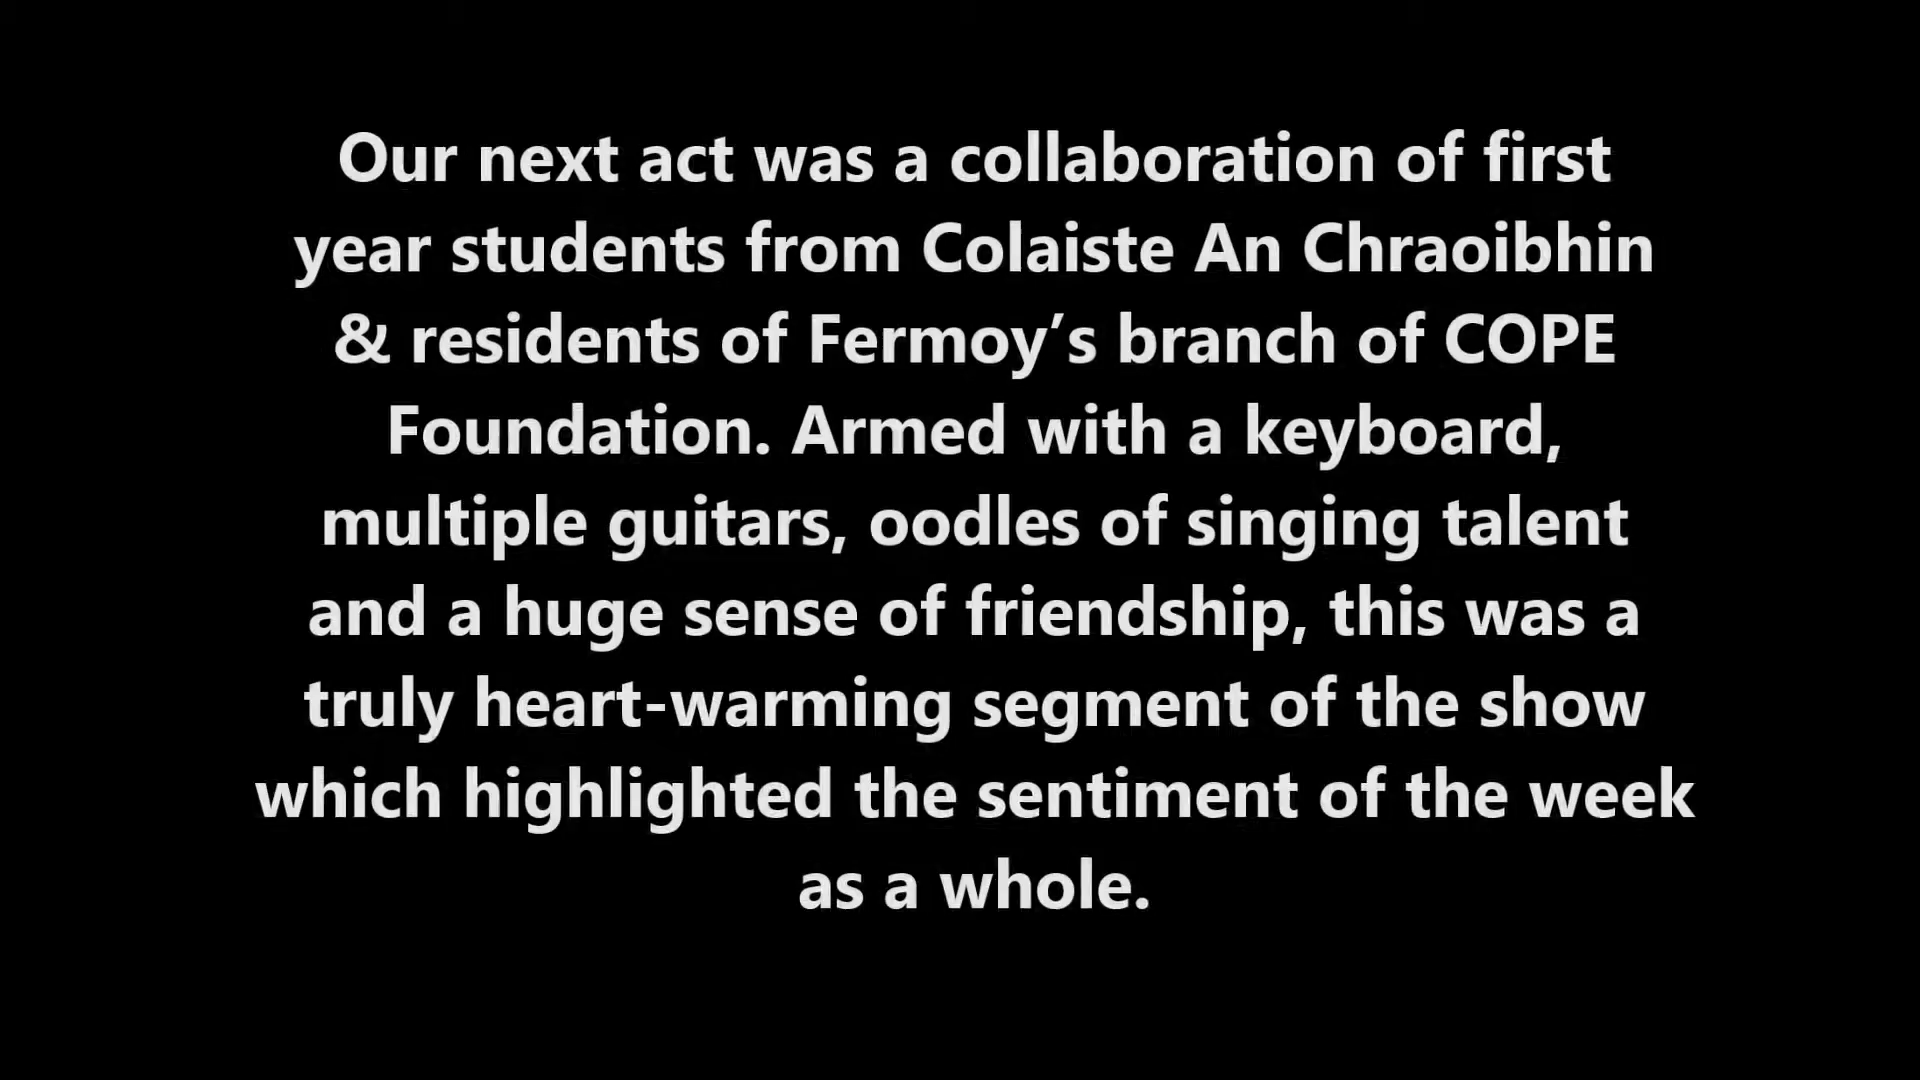 Our next act was a collaboration of first
year students from Colaiste An Chraoibhin
& residents of Fermoy’s branch of COPE
Foundation. Armed with a keyboard,
multiple guitars, oodles of singing talent
and a huge sense of friendship, this was a
truly heart-warming segment of the show
which highlighted the sentiment of the week
as a whole.